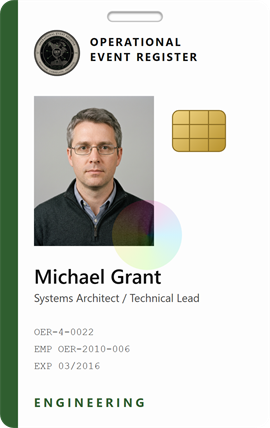 OPERATIONAL
EVENT REGISTER
Michael Grant
Systems Architect / Technical Lead
OER-4-0022
EMP OER-2010-006
EXP 03/2016
ENGINEERING